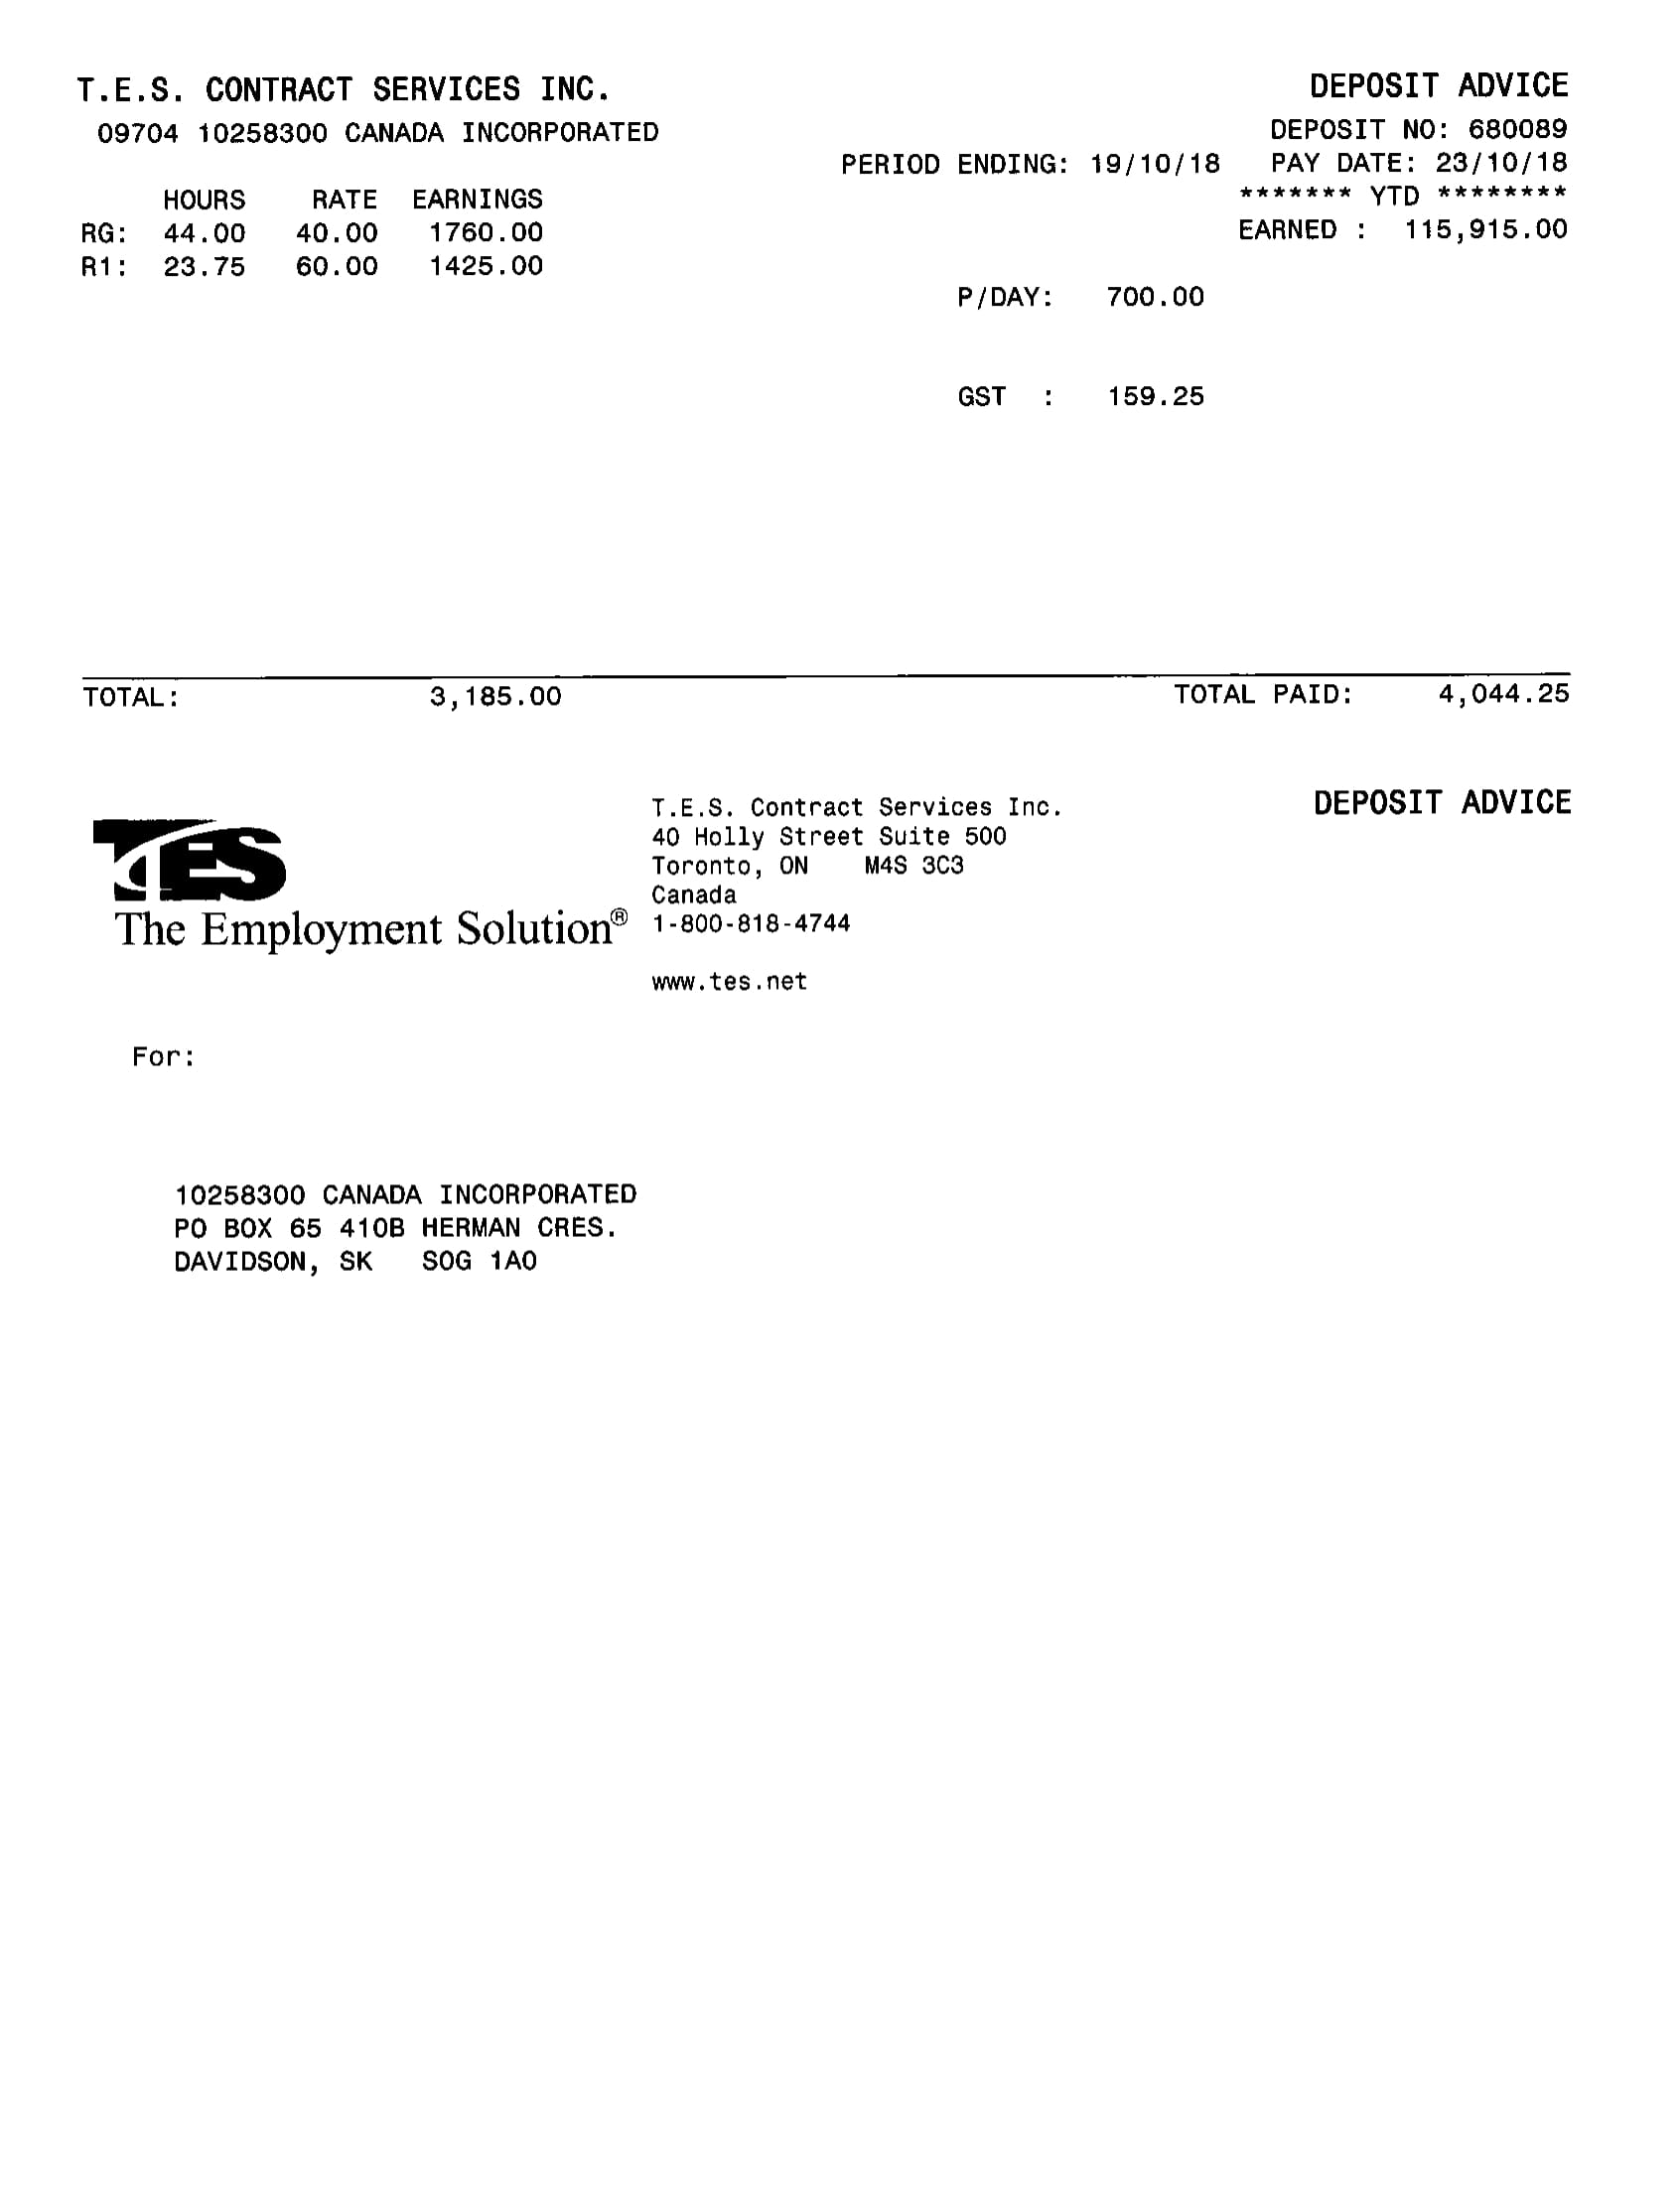 T.E.S. CONTRACT SERVICES INC. DEPOSIT ADVICE
09704 10258300 CANADA INCORPORATED DEPOSIT NO: 680089
PERIOD ENDING: 19/10/18 PAY DATE: 23/10/18
HOURS RATE EARNINGS ******* YTD ********
RG: 44.00 40.00 1760.00 EARNED : 115,915.00
R1: 23.75 60.00 1425.00
P/DAY: 700.00
GST : 159.25
TOTAL: 3,185.00 TOTAL PAID: 4,044.25
DEPOSIT ADVICE
TES
The Employment Solution®
T.E.S. Contract Services Inc.
40 Holly Street Suite 500
Toronto, ON M4S 3C3
Canada
1-800-818-4744
www.tes.net
For:
10258300 CANADA INCORPORATED
PO BOX 65 410B HERMAN CRES.
DAVIDSON, SK SOG 1A0